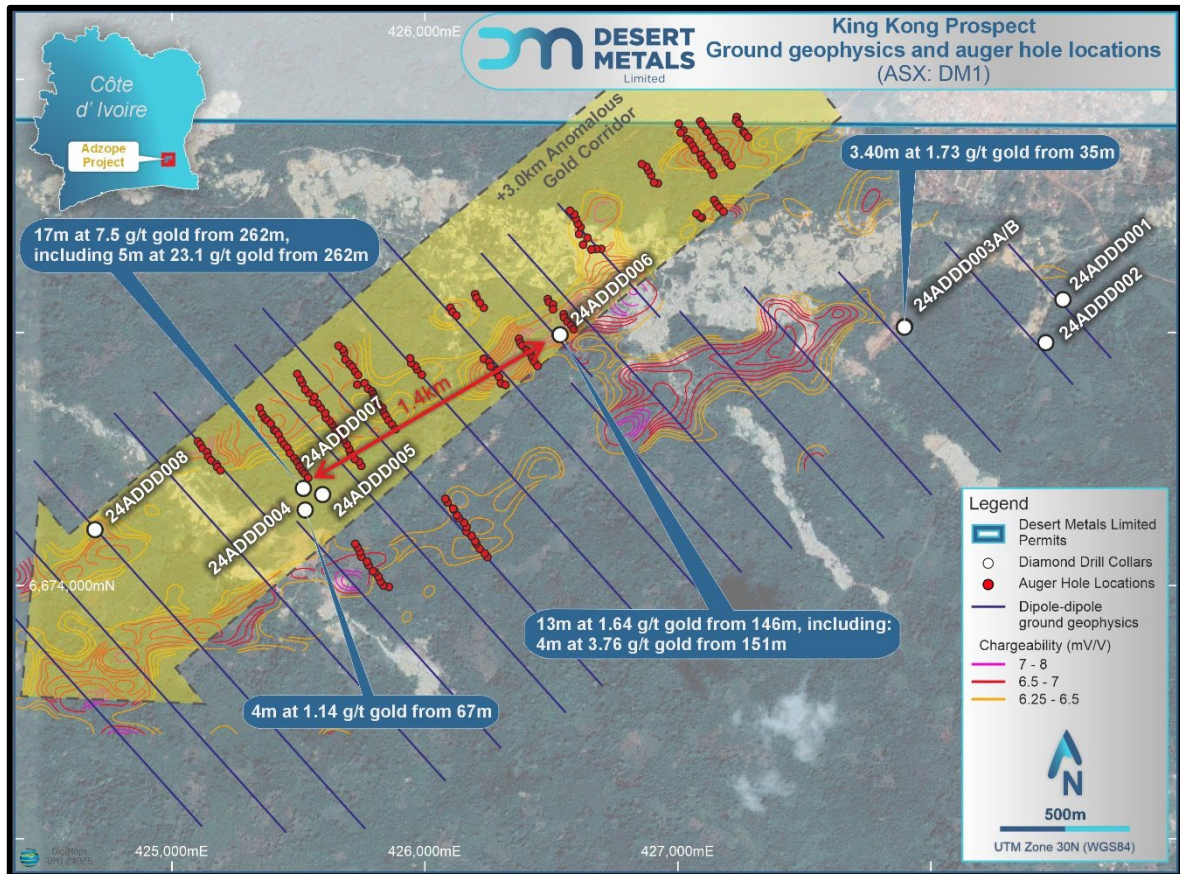 426,000mE
DM DESERT
METALS
Limited
King Kong Prospect
Ground geophysics and auger hole locations
(ASX: DM1)
Côte
d' Ivoire
Adzope
Project
+3.0km Anomalous
Gold Corridor
3.40m at 1.73 g/t gold from 35m
17m at 7.5 g/t gold from 262m,
including 5m at 23.1 g/t gold from 262m
24ADDD003A/B
24ADDD001
24ADDD002
24ADDD006
1.4km
24ADDD007
24ADDD005
24ADDD008
24ADDD004
6,674,000mN
13m at 1.64 g/t gold from 146m, including:
4m at 3.76 g/t gold from 151m
4m at 1.14 g/t gold from 67m
Legend
Desert Metals Limited
Permits
Diamond Drill Collars
Auger Hole Locations
Dipole-dipole
ground geophysics
Chargeability (mV/V)
7 - 8
6.5 - 7
6.25 - 6.5
N
500m
UTM Zone 30N (WGS84)
425,000mE
426,000mE
427,000mE